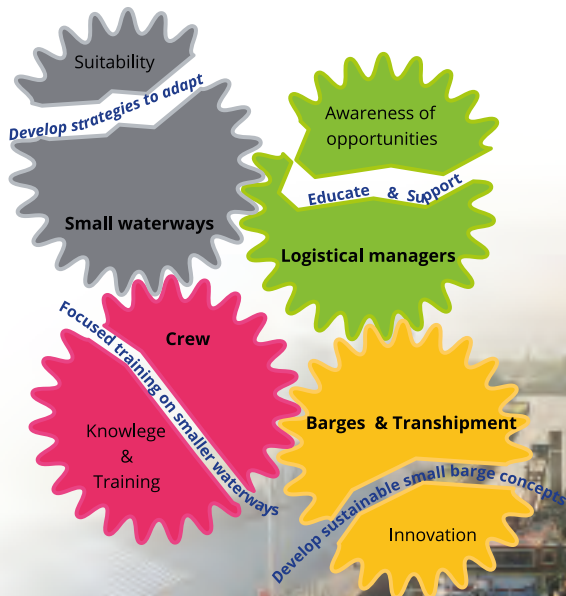 Suitability
Develop strategies to adapt
Small waterways
Awareness of
opportunities
Educate & Support
Logistical managers
Crew
Focused training on smaller waterways
Knowlege
&
Training
Barges & Transhipment
Develop sustainable small barge concepts
Innovation